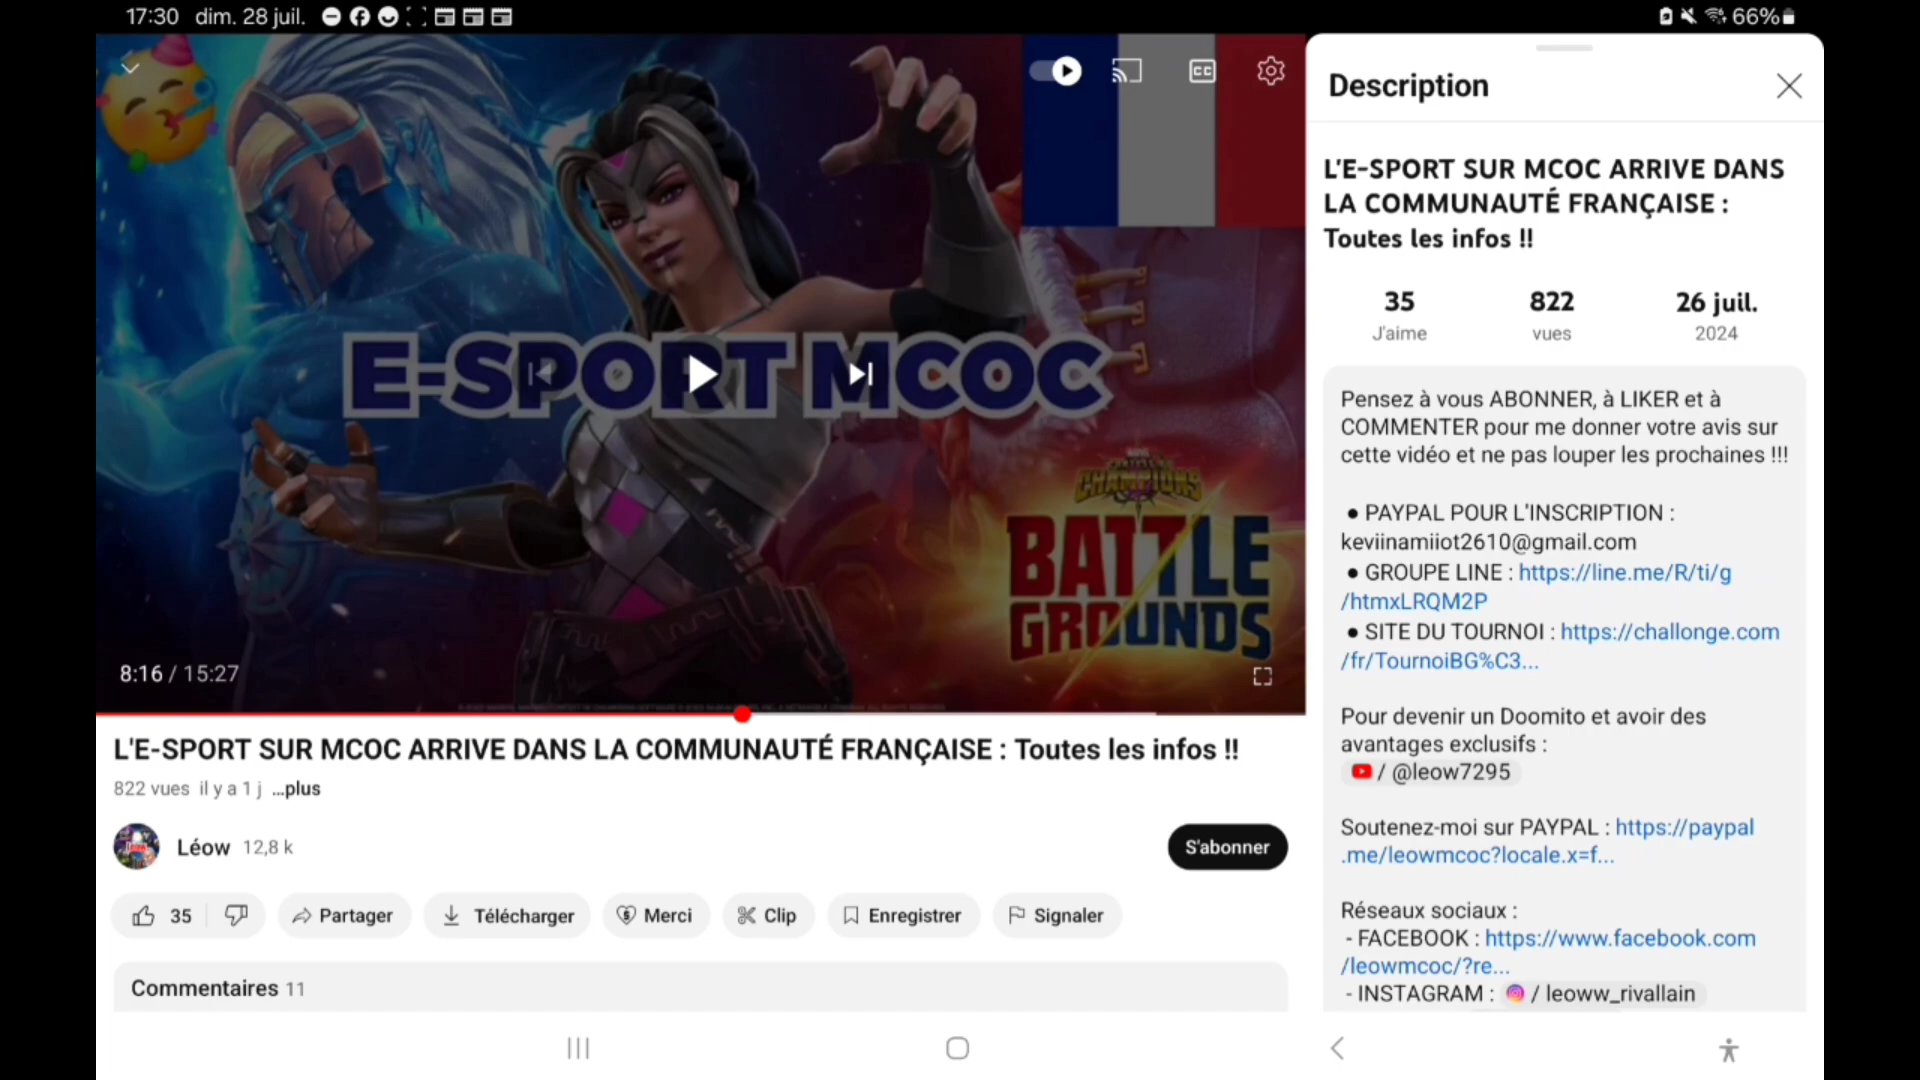 17:30 dim. 28 juil.
66%
E-SPORT MCOC
CHAMPIONS
BATTLE
GROUNDS
8:16 / 15:27
L'E-SPORT SUR MCOC ARRIVE DANS LA COMMUNAUTÉ FRANÇAISE : Toutes les infos !!
822 vues il y a 1 j ...plus
Léow 12,8 k
S'abonner
35
Partager
Télécharger
Merci
Clip
Enregistrer
Signaler
Commentaires 11
Description
L'E-SPORT SUR MCOC ARRIVE DANS
LA COMMUNAUTÉ FRANÇAISE :
Toutes les infos !!
35 822 26 juil.
J'aime vues 2024
Pensez à vous ABONNER, à LIKER et à
COMMENTER pour me donner votre avis sur
cette vidéo et ne pas louper les prochaines !!!
● PAYPAL POUR L'INSCRIPTION :
keviinamiiot2610@gmail.com
● GROUPE LINE : https://line.me/R/ti/g
/htmxLRQM2P
● SITE DU TOURNOI : https://challonge.com
/fr/TournoiBG%C3...
Pour devenir un Doomito et avoir des
avantages exclusifs :
/ @leow7295
Soutenez-moi sur PAYPAL : https://paypal
.me/leowmcoc?locale.x=f...
Réseaux sociaux :
- FACEBOOK : https://www.facebook.com
/leowmcoc/?re...
- INSTAGRAM : / leoww_rivallain